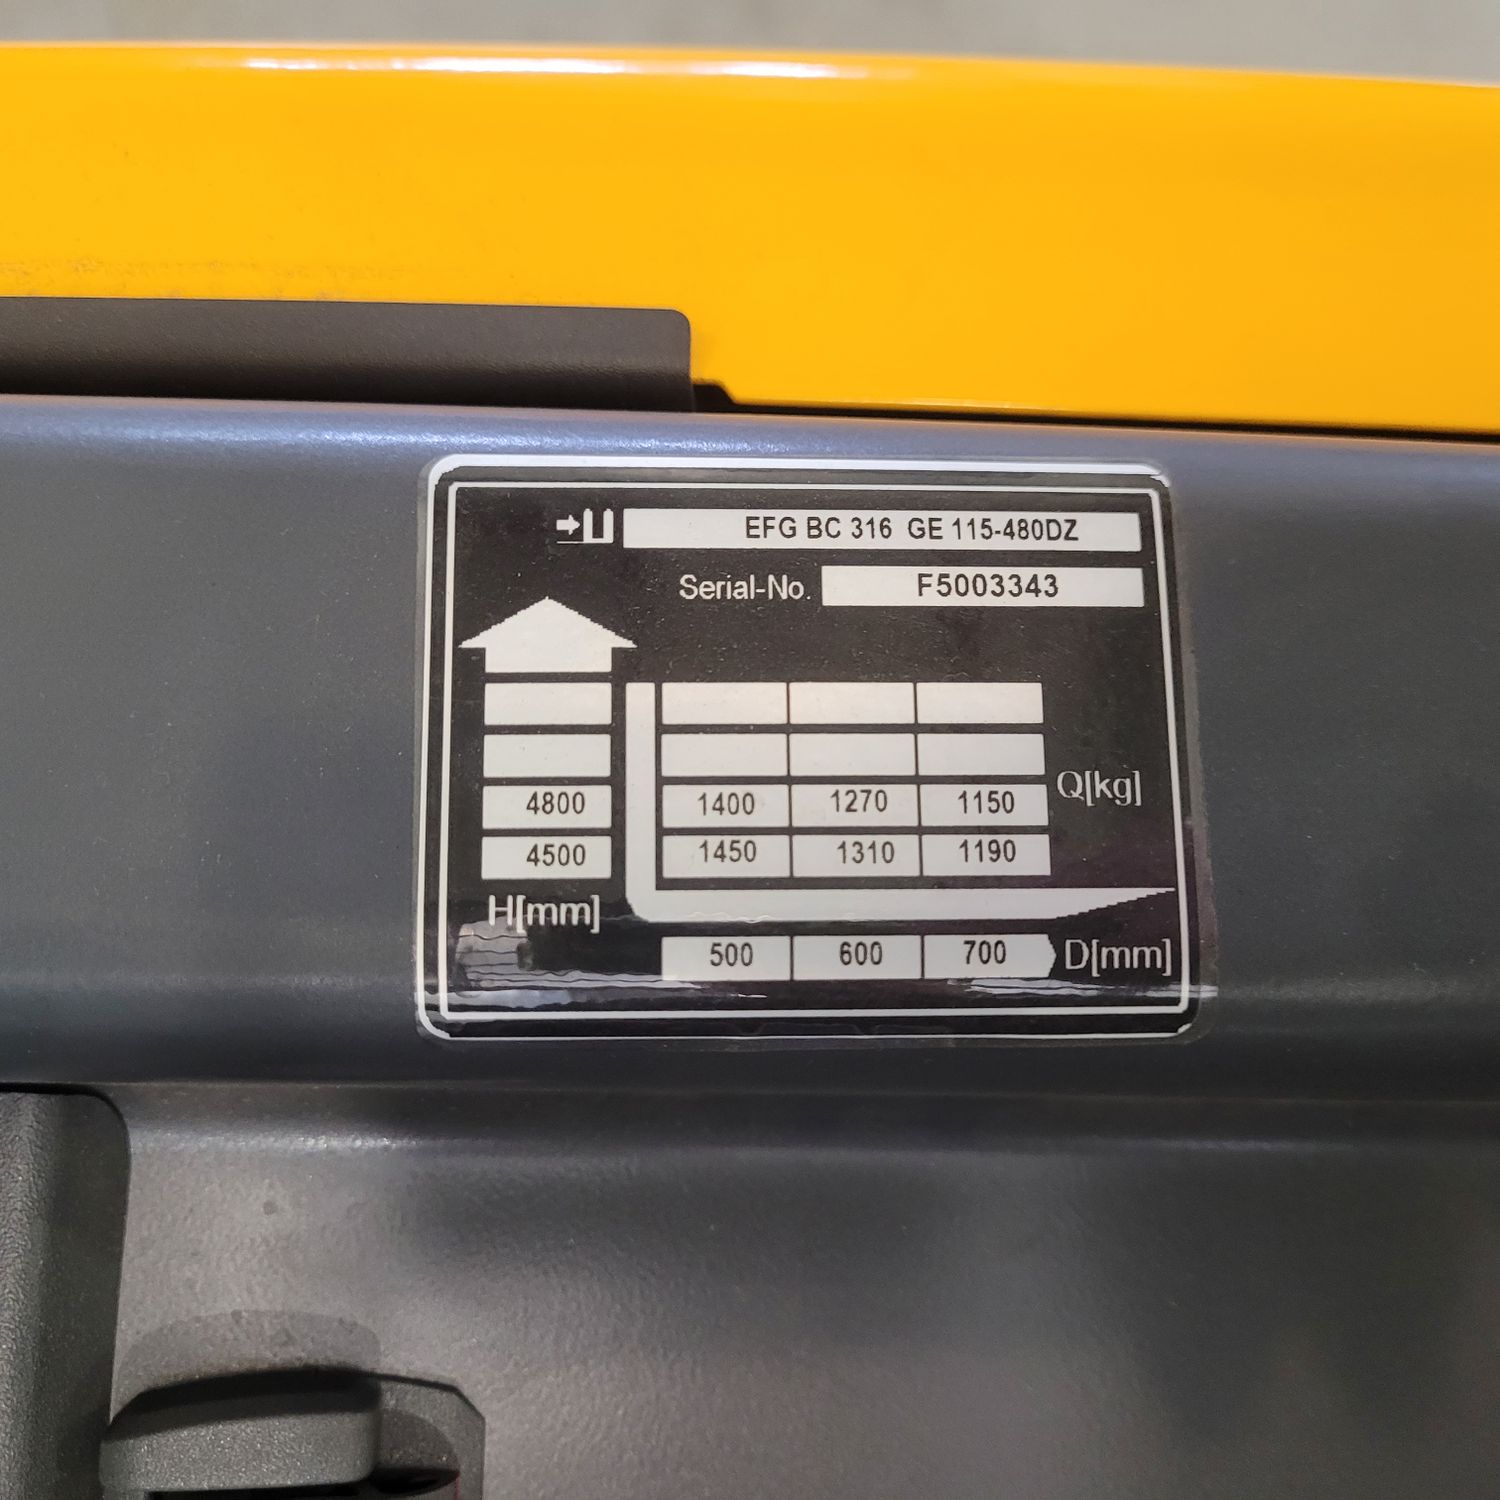 EFG BC 316 GE 115-480DZ
Serial-No. F5003343
Q[kg]
4800 1400 1270 1150
4500 1450 1310 1190
H[mm]
500 600 700 D[mm]